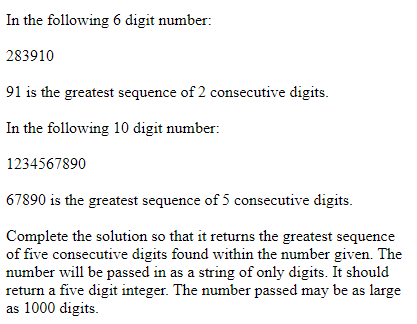 In the following 6 digit number:
283910
91 is the greatest sequence of 2 consecutive digits.
In the following 10 digit number:
1234567890
67890 is the greatest sequence of 5 consecutive digits.
Complete the solution so that it returns the greatest sequence
of five consecutive digits found within the number given. The
number will be passed in as a string of only digits. It should
return a five digit integer. The number passed may be as large
as 1000 digits.